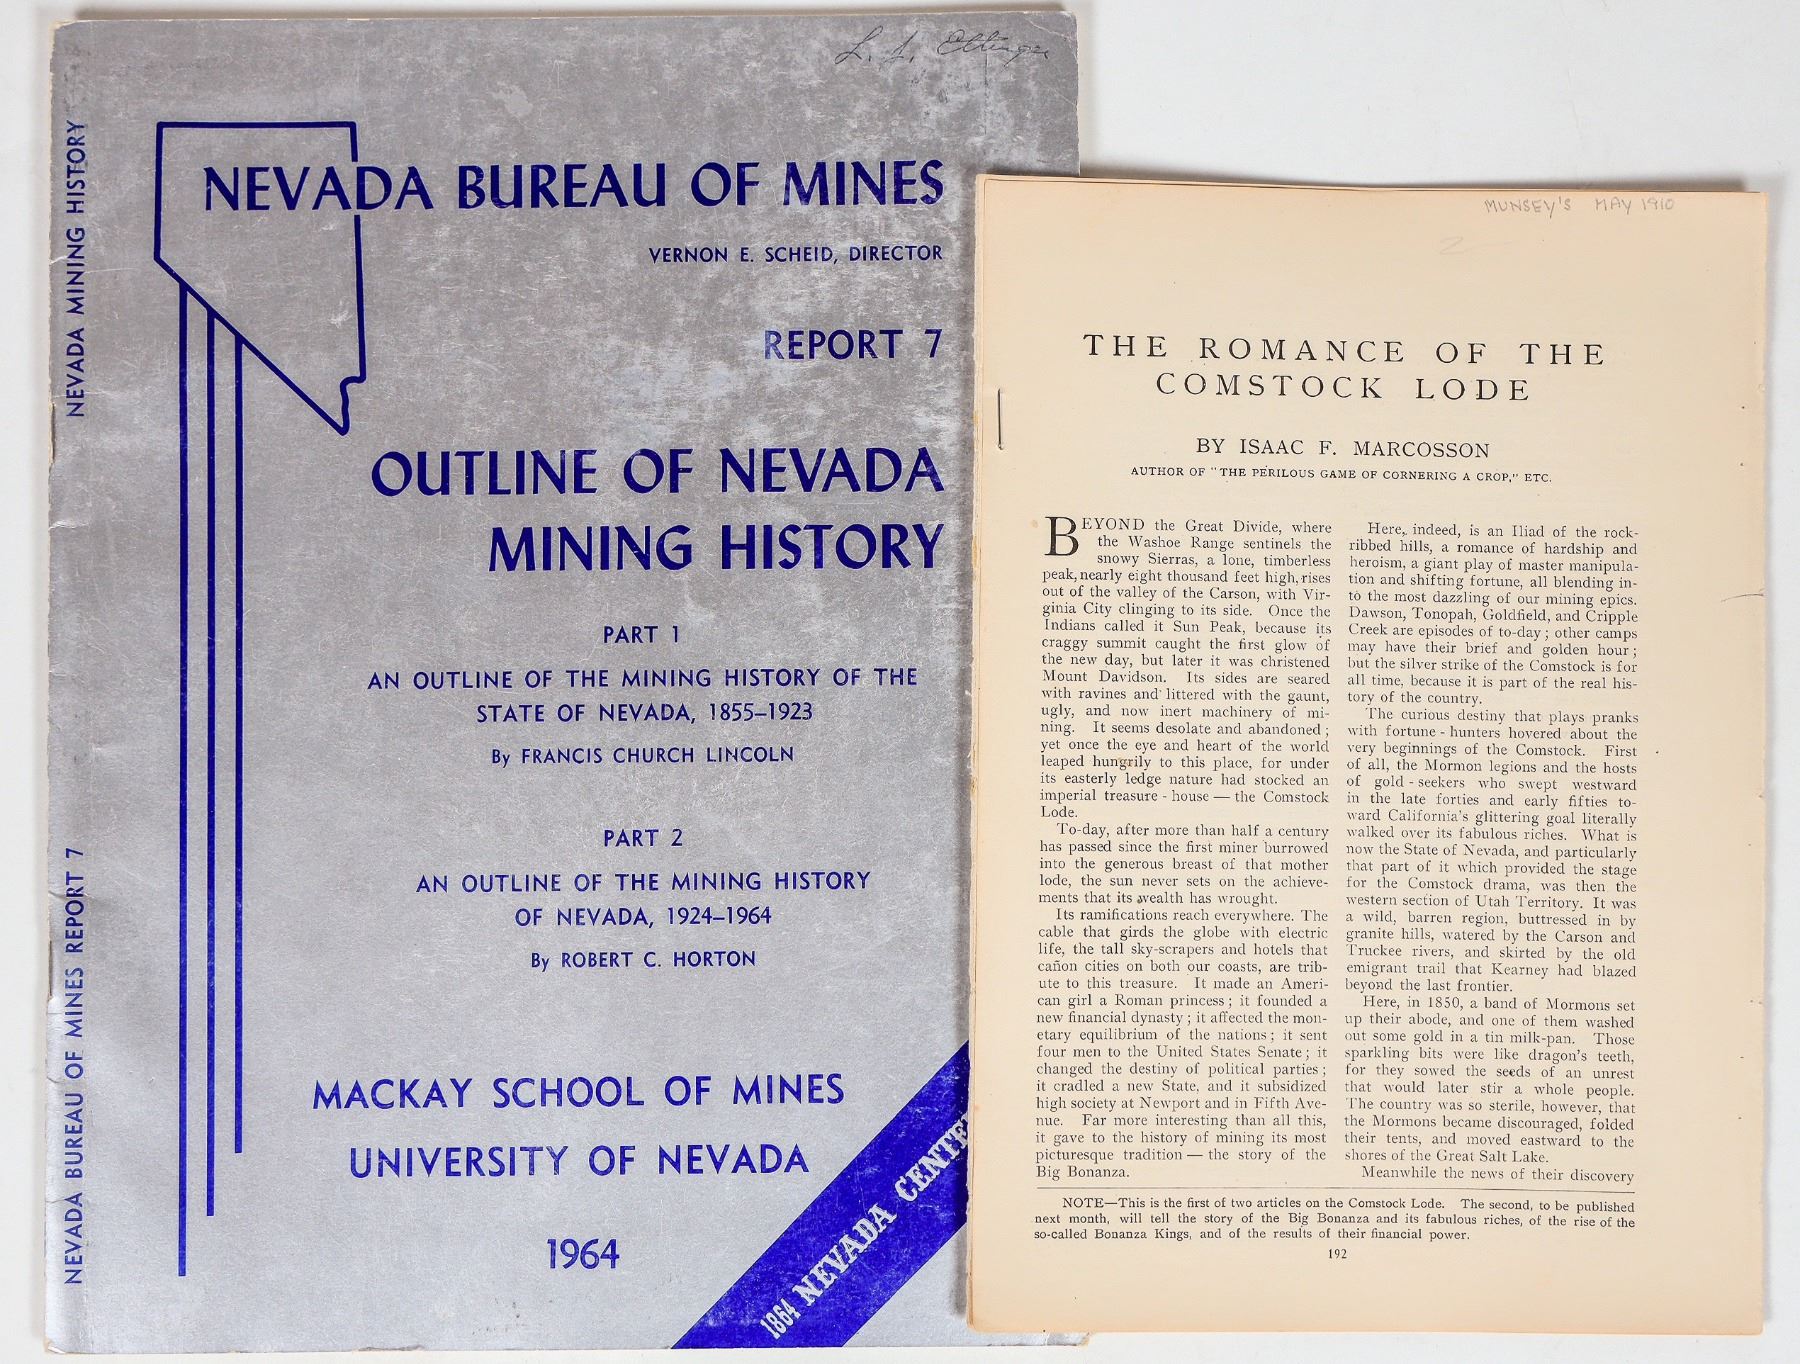 L. A. Ettinger
NEVADA BUREAU OF MINES
VERNON E. SCHEID, DIRECTOR
REPORT 7
OUTLINE OF NEVADA
MINING HISTORY
PART 1
AN OUTLINE OF THE MINING HISTORY OF THE
STATE OF NEVADA, 1855–1923
By FRANCIS CHURCH LINCOLN
PART 2
AN OUTLINE OF THE MINING HISTORY
OF NEVADA, 1924–1964
By ROBERT C. HORTON
MACKAY SCHOOL OF MINES
UNIVERSITY OF NEVADA
1964
1864 NEVADA CENTE
NEVADA MINING HISTORY
NEVADA BUREAU OF MINES REPORT 7
MUNSEY'S MAY 1910
2
THE ROMANCE OF THE
COMSTOCK LODE
BY ISAAC F. MARCOSSON
AUTHOR OF "THE PERILOUS GAME OF CORNERING A CROP," ETC.
BEYOND the Great Divide, where
the Washoe Range sentinels the
snowy Sierras, a lone, timberless
peak, nearly eight thousand feet high, rises
out of the valley of the Carson, with Vir-
ginia City clinging to its side. Once the
Indians called it Sun Peak, because its
craggy summit caught the first glow of
the new day, but later it was christened
Mount Davidson. Its sides are seared
with ravines and littered with the gaunt,
ugly, and now inert machinery of mi-
ning. It seems desolate and abandoned;
yet once the eye and heart of the world
leaped hungrily to this place, for under
its easterly ledge nature had stocked an
imperial treasure-house — the Comstock
Lode.
To-day, after more than half a century
has passed since the first miner burrowed
into the generous breast of that mother
lode, the sun never sets on the achieve-
ments that its wealth has wrought.
Its ramifications reach everywhere. The
cable that girds the globe with electric
life, the tall sky-scrapers and hotels that
cañon cities on both our coasts, are trib-
ute to this treasure. It made an Ameri-
can girl a Roman princess; it founded a
new financial dynasty; it affected the mon-
etary equilibrium of the nations; it sent
four men to the United States Senate; it
changed the destiny of political parties;
it cradled a new State, and it subsidized
high society at Newport and in Fifth Ave-
nue. Far more interesting than all this,
it gave to the history of mining its most
picturesque tradition — the story of the
Big Bonanza.
Here, indeed, is an Iliad of the rock-
ribbed hills, a romance of hardship and
heroism, a giant play of master manipula-
tion and shifting fortune, all blending in-
to the most dazzling of our mining epics.
Dawson, Tonopah, Goldfield, and Cripple
Creek are episodes of to-day; other camps
may have their brief and golden hour;
but the silver strike of the Comstock is for
all time, because it is part of the real his-
tory of the country.
The curious destiny that plays pranks
with fortune-hunters hovered about the
very beginnings of the Comstock. First
of all, the Mormon legions and the hosts
of gold-seekers who swept westward
in the late forties and early fifties to-
ward California's glittering goal literally
walked over its fabulous riches. What is
now the State of Nevada, and particularly
that part of it which provided the stage
for the Comstock drama, was then the
western section of Utah Territory. It was
a wild, barren region, buttressed in by
granite hills, watered by the Carson and
Truckee rivers, and skirted by the old
emigrant trail that Kearney had blazed
beyond the last frontier.
Here, in 1850, a band of Mormons set
up their abode, and one of them washed
out some gold in a tin milk-pan. Those
sparkling bits were like dragon's teeth,
for they sowed the seeds of an unrest
that would later stir a whole people.
The country was so sterile, however, that
the Mormons became discouraged, folded
their tents, and moved eastward to the
shores of the Great Salt Lake.
Meanwhile the news of their discovery
NOTE—This is the first of two articles on the Comstock Lode. The second, to be published
next month, will tell the story of the Big Bonanza and its fabulous riches, of the rise of the
so-called Bonanza Kings, and of the results of their financial power.
192